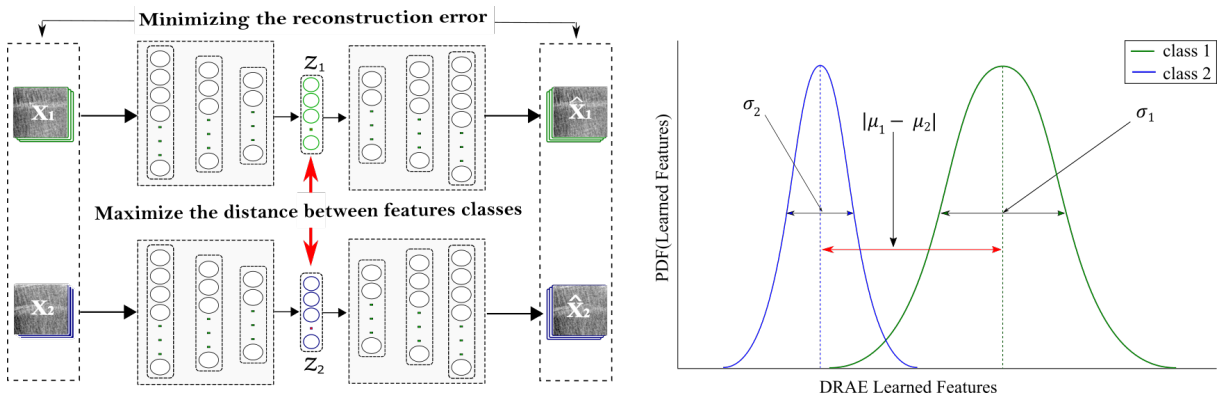 Minimizing the reconstruction error
X₁
z₁
X̂₁
Maximize the distance between features classes
X₂
z₂
X̂₂
class 1
class 2
σ₂
|μ₁ − μ₂|
σ₁
PDF(Learned Features)
DRAE Learned Features